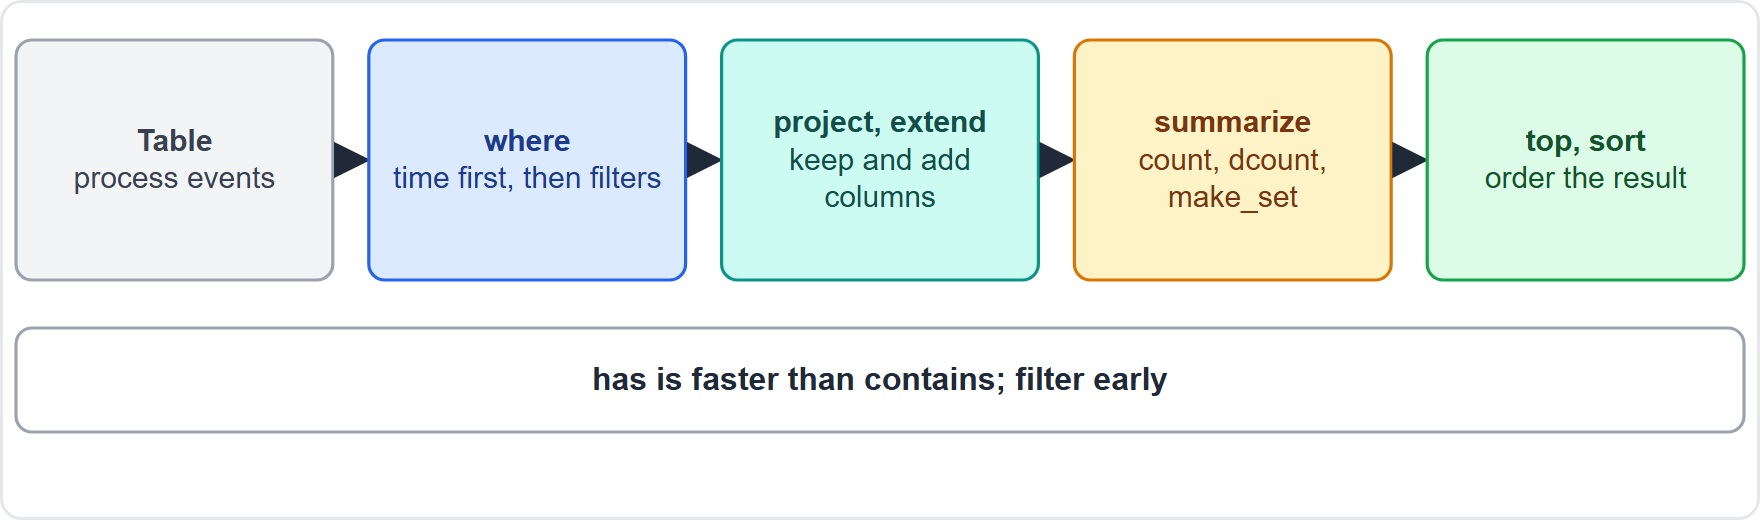 Table
process events
where
time first, then filters
project, extend
keep and add
columns
summarize
count, dcount,
make_set
top, sort
order the result
has is faster than contains; filter early